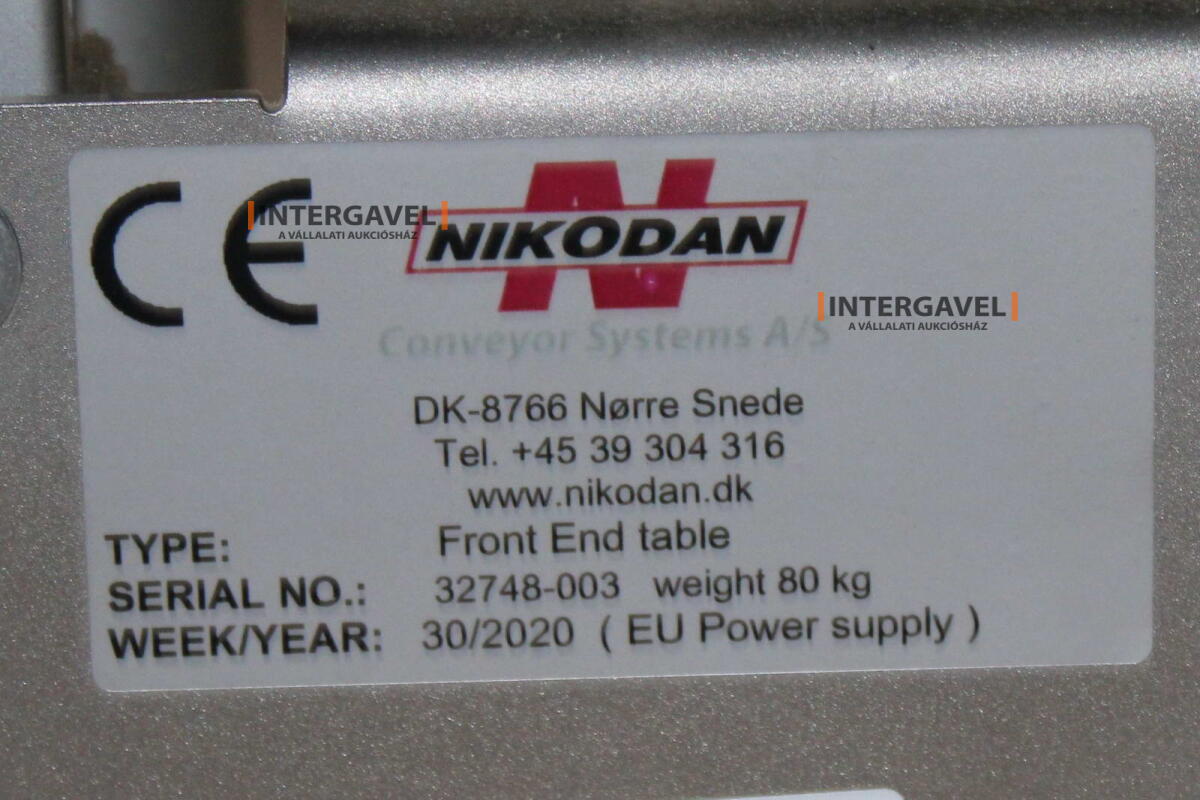 CE
NIKODAN
Conveyor Systems A/S
DK-8766 Nørre Snede
Tel. +45 39 304 316
www.nikodan.dk
TYPE: Front End table
SERIAL NO.: 32748-003 weight 80 kg
WEEK/YEAR: 30/2020 ( EU Power supply )
INTERGAVEL
A VÁLLALATI AUKCIÓSHÁZ
INTERGAVEL
A VÁLLALATI AUKCIÓSHÁZ